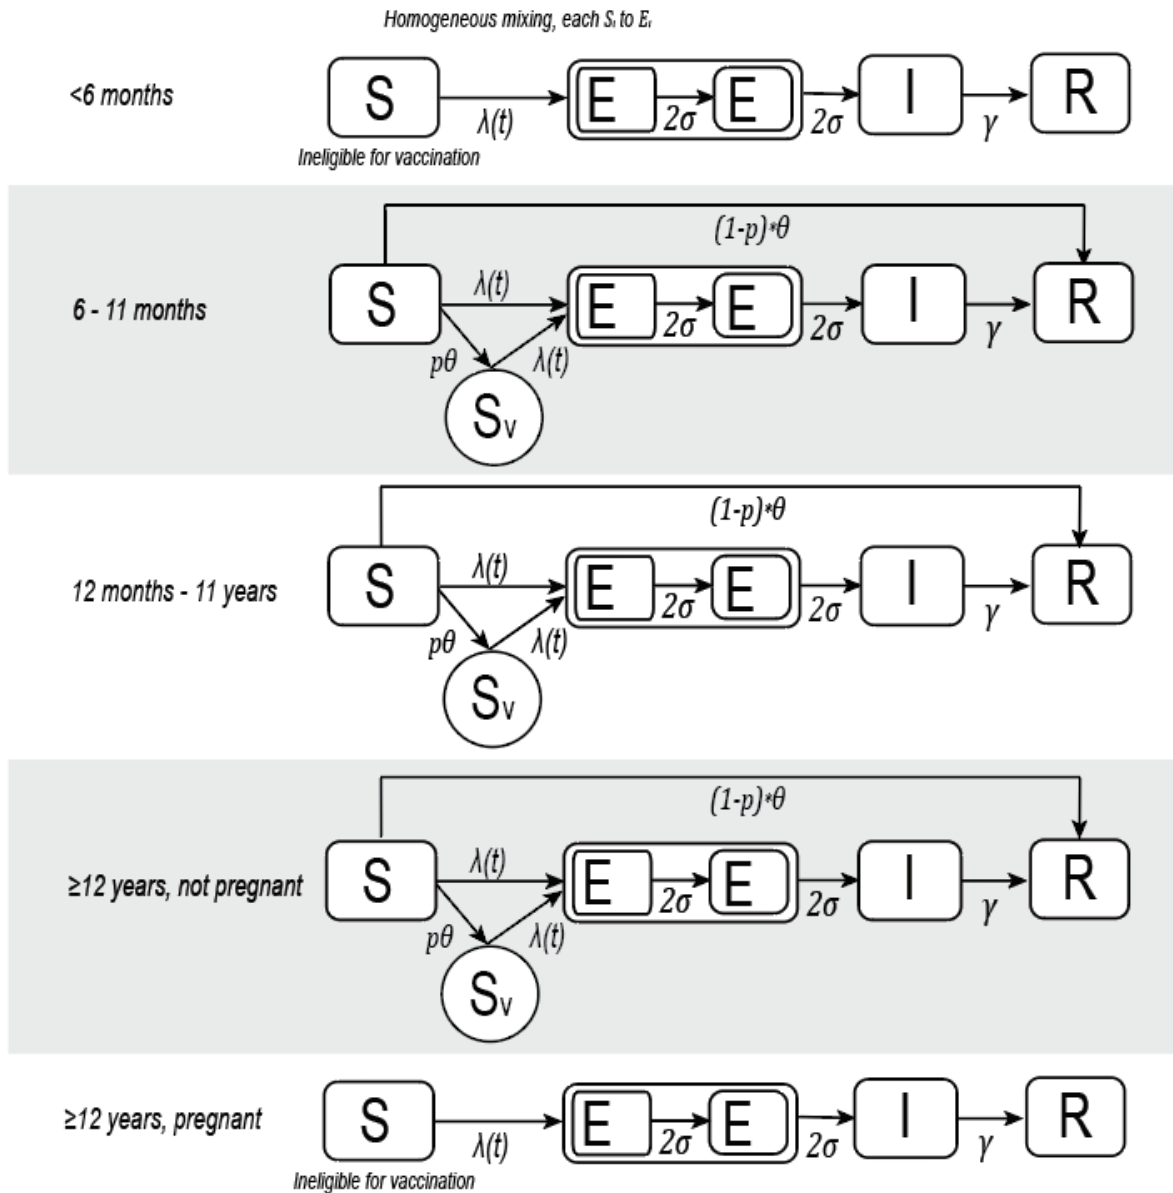 Homogeneous mixing, each Sᵢ to Eᵢ
<6 months
S
λ(t)
E
2σ
E
2σ
I
γ
R
Ineligible for vaccination
(1-p)*θ
6 - 11 months
S
λ(t)
pθ
λ(t)
Sv
E
2σ
E
2σ
I
γ
R
(1-p)*θ
12 months - 11 years
S
λ(t)
pθ
λ(t)
Sv
E
2σ
E
2σ
I
γ
R
(1-p)*θ
≥12 years, not pregnant
S
λ(t)
pθ
λ(t)
Sv
E
2σ
E
2σ
I
γ
R
≥12 years, pregnant
S
λ(t)
E
2σ
E
2σ
I
γ
R
Ineligible for vaccination